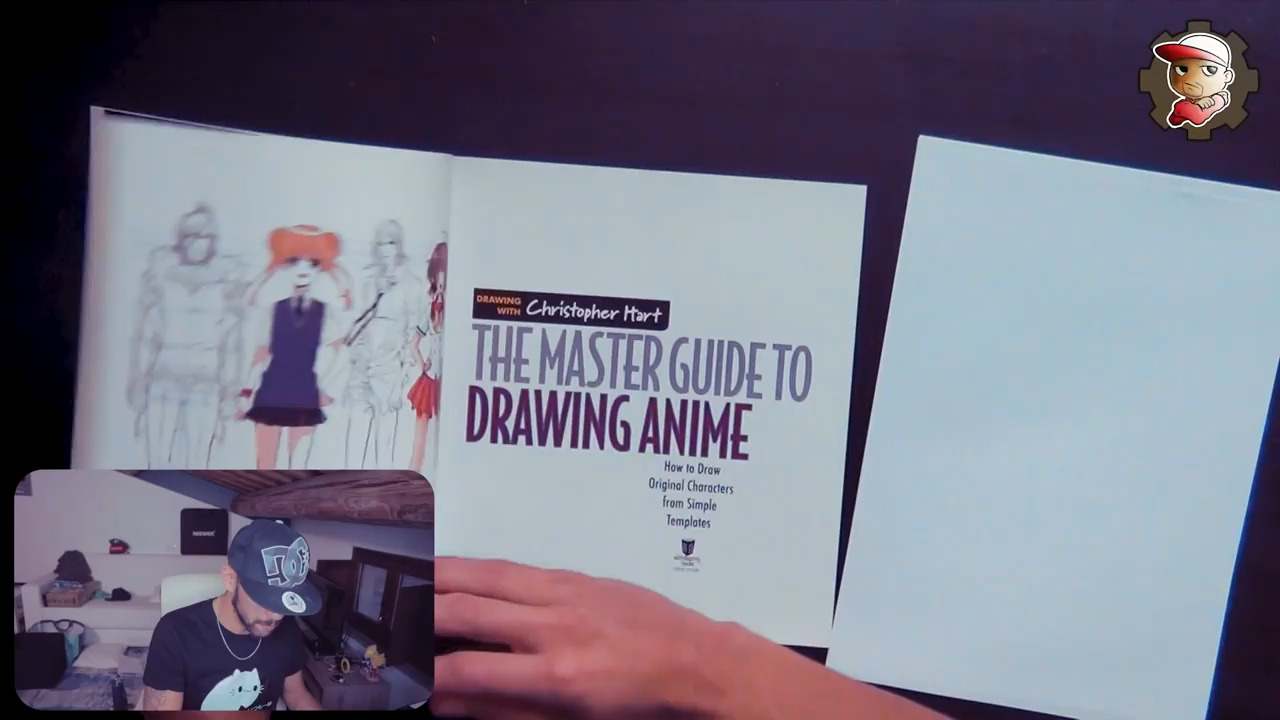 DRAWING
WITH Christopher Hart
THE MASTER GUIDE TO
DRAWING ANIME
How to Draw
Original Characters
from Simple
Templates